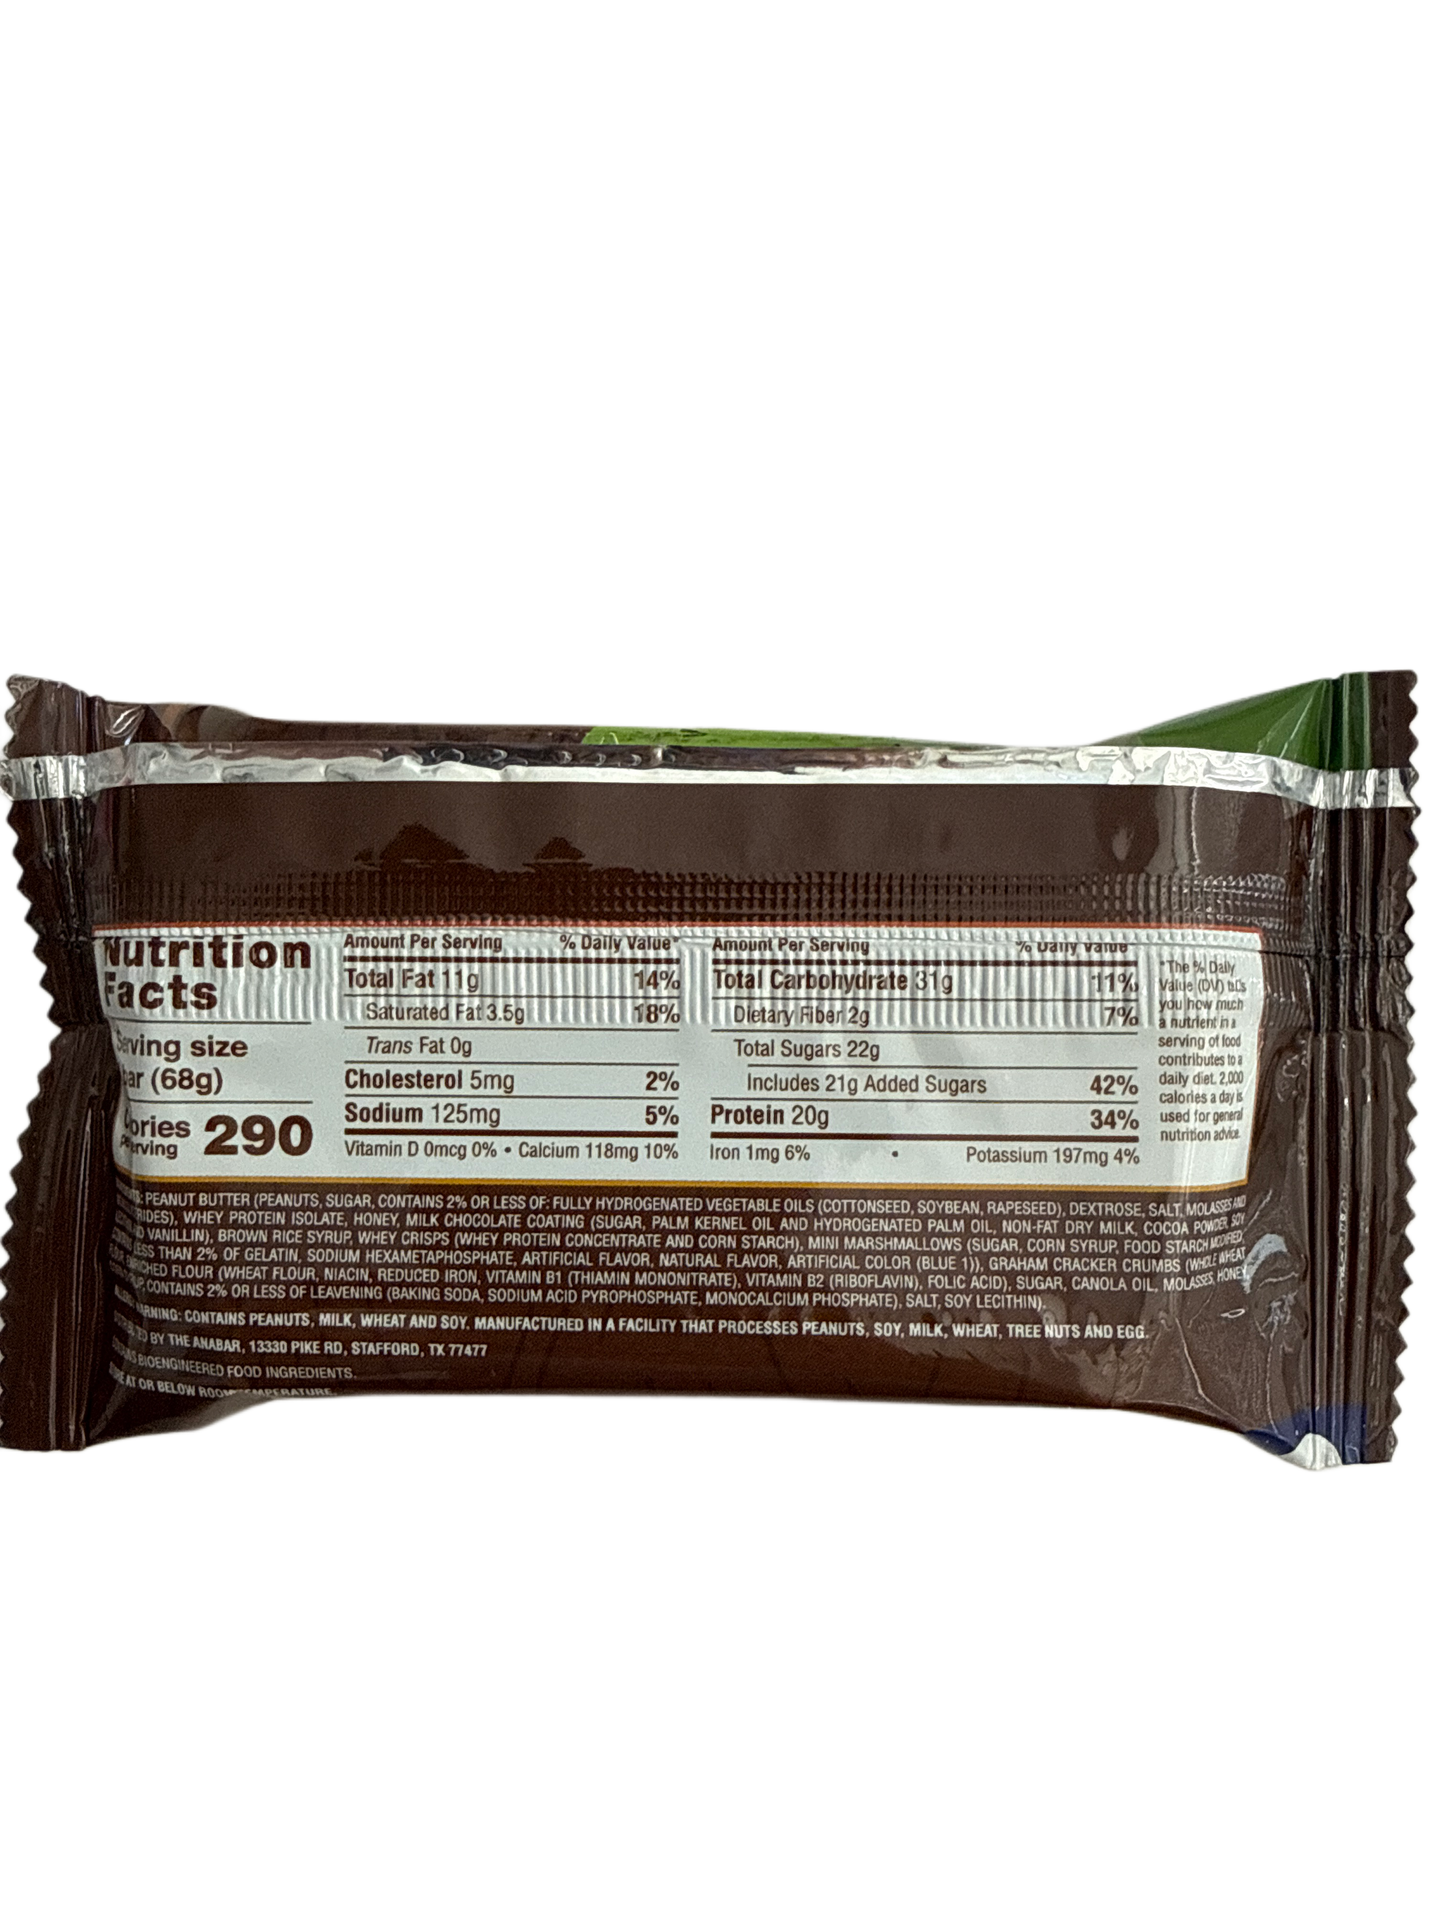 Nutrition
Facts
Serving size
bar (68g)
Calories
per serving
290
Amount Per Serving % Daily Value*
Total Fat 11g 14%
Saturated Fat 3.5g 18%
Trans Fat 0g
Cholesterol 5mg 2%
Sodium 125mg 5%
Vitamin D 0mcg 0% • Calcium 118mg 10%
Amount Per Serving % Daily Value
Total Carbohydrate 31g 11%
Dietary Fiber 2g 7%
Total Sugars 22g
Includes 21g Added Sugars 42%
Protein 20g 34%
Iron 1mg 6% • Potassium 197mg 4%
*The % Daily
Value (DV) tells
you how much
a nutrient in a
serving of food
contributes to a
daily diet. 2,000
calories a day is
used for general
nutrition advice.
PEANUT BUTTER (PEANUTS, SUGAR, CONTAINS 2% OR LESS OF: FULLY HYDROGENATED VEGETABLE OILS (COTTONSEED, SOYBEAN, RAPESEED), DEXTROSE, SALT, MOLASSES AND
WHEY PROTEIN ISOLATE, HONEY, MILK CHOCOLATE COATING (SUGAR, PALM KERNEL OIL AND HYDROGENATED PALM OIL, NON-FAT DRY MILK, COCOA POWDER, SOY
VANILLIN), BROWN RICE SYRUP, WHEY CRISPS (WHEY PROTEIN CONCENTRATE AND CORN STARCH), MINI MARSHMALLOWS (SUGAR, CORN SYRUP, FOOD STARCH MODIFIED,
LESS THAN 2% OF GELATIN, SODIUM HEXAMETAPHOSPHATE, ARTIFICIAL FLAVOR, NATURAL FLAVOR, ARTIFICIAL COLOR (BLUE 1)), GRAHAM CRACKER CRUMBS (WHOLE WHEAT
FLOUR, ENRICHED FLOUR (WHEAT FLOUR, NIACIN, REDUCED IRON, VITAMIN B1 (THIAMIN MONONITRATE), VITAMIN B2 (RIBOFLAVIN), FOLIC ACID), SUGAR, CANOLA OIL, MOLASSES, HONEY,
CONTAINS 2% OR LESS OF LEAVENING (BAKING SODA, SODIUM ACID PYROPHOSPHATE, MONOCALCIUM PHOSPHATE), SALT, SOY LECITHIN).
WARNING: CONTAINS PEANUTS, MILK, WHEAT AND SOY. MANUFACTURED IN A FACILITY THAT PROCESSES PEANUTS, SOY, MILK, WHEAT, TREE NUTS AND EGG.
BY THE ANABAR, 13330 PIKE RD, STAFFORD, TX 77477
BIOENGINEERED FOOD INGREDIENTS.
AT OR BELOW ROOM TEMPERATURE.